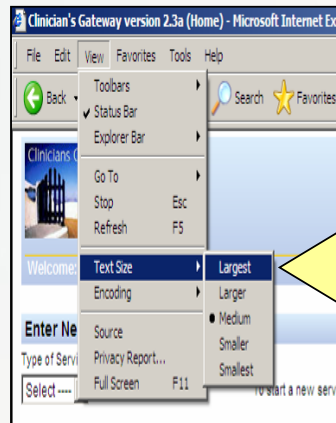 Clinician's Gateway version 2.3a (Home) - Microsoft Internet Ex
File Edit View Favorites Tools Help
Back Search Favorites
Toolbars
Status Bar
Explorer Bar
Go To
Stop Esc
Refresh F5
Text Size
Encoding
Source
Privacy Report...
Full Screen F11
Largest
Larger
Medium
Smaller
Smallest
Clinicians G
Welcome:
Enter Ne
Type of Servi
Select ----
To start a new serv